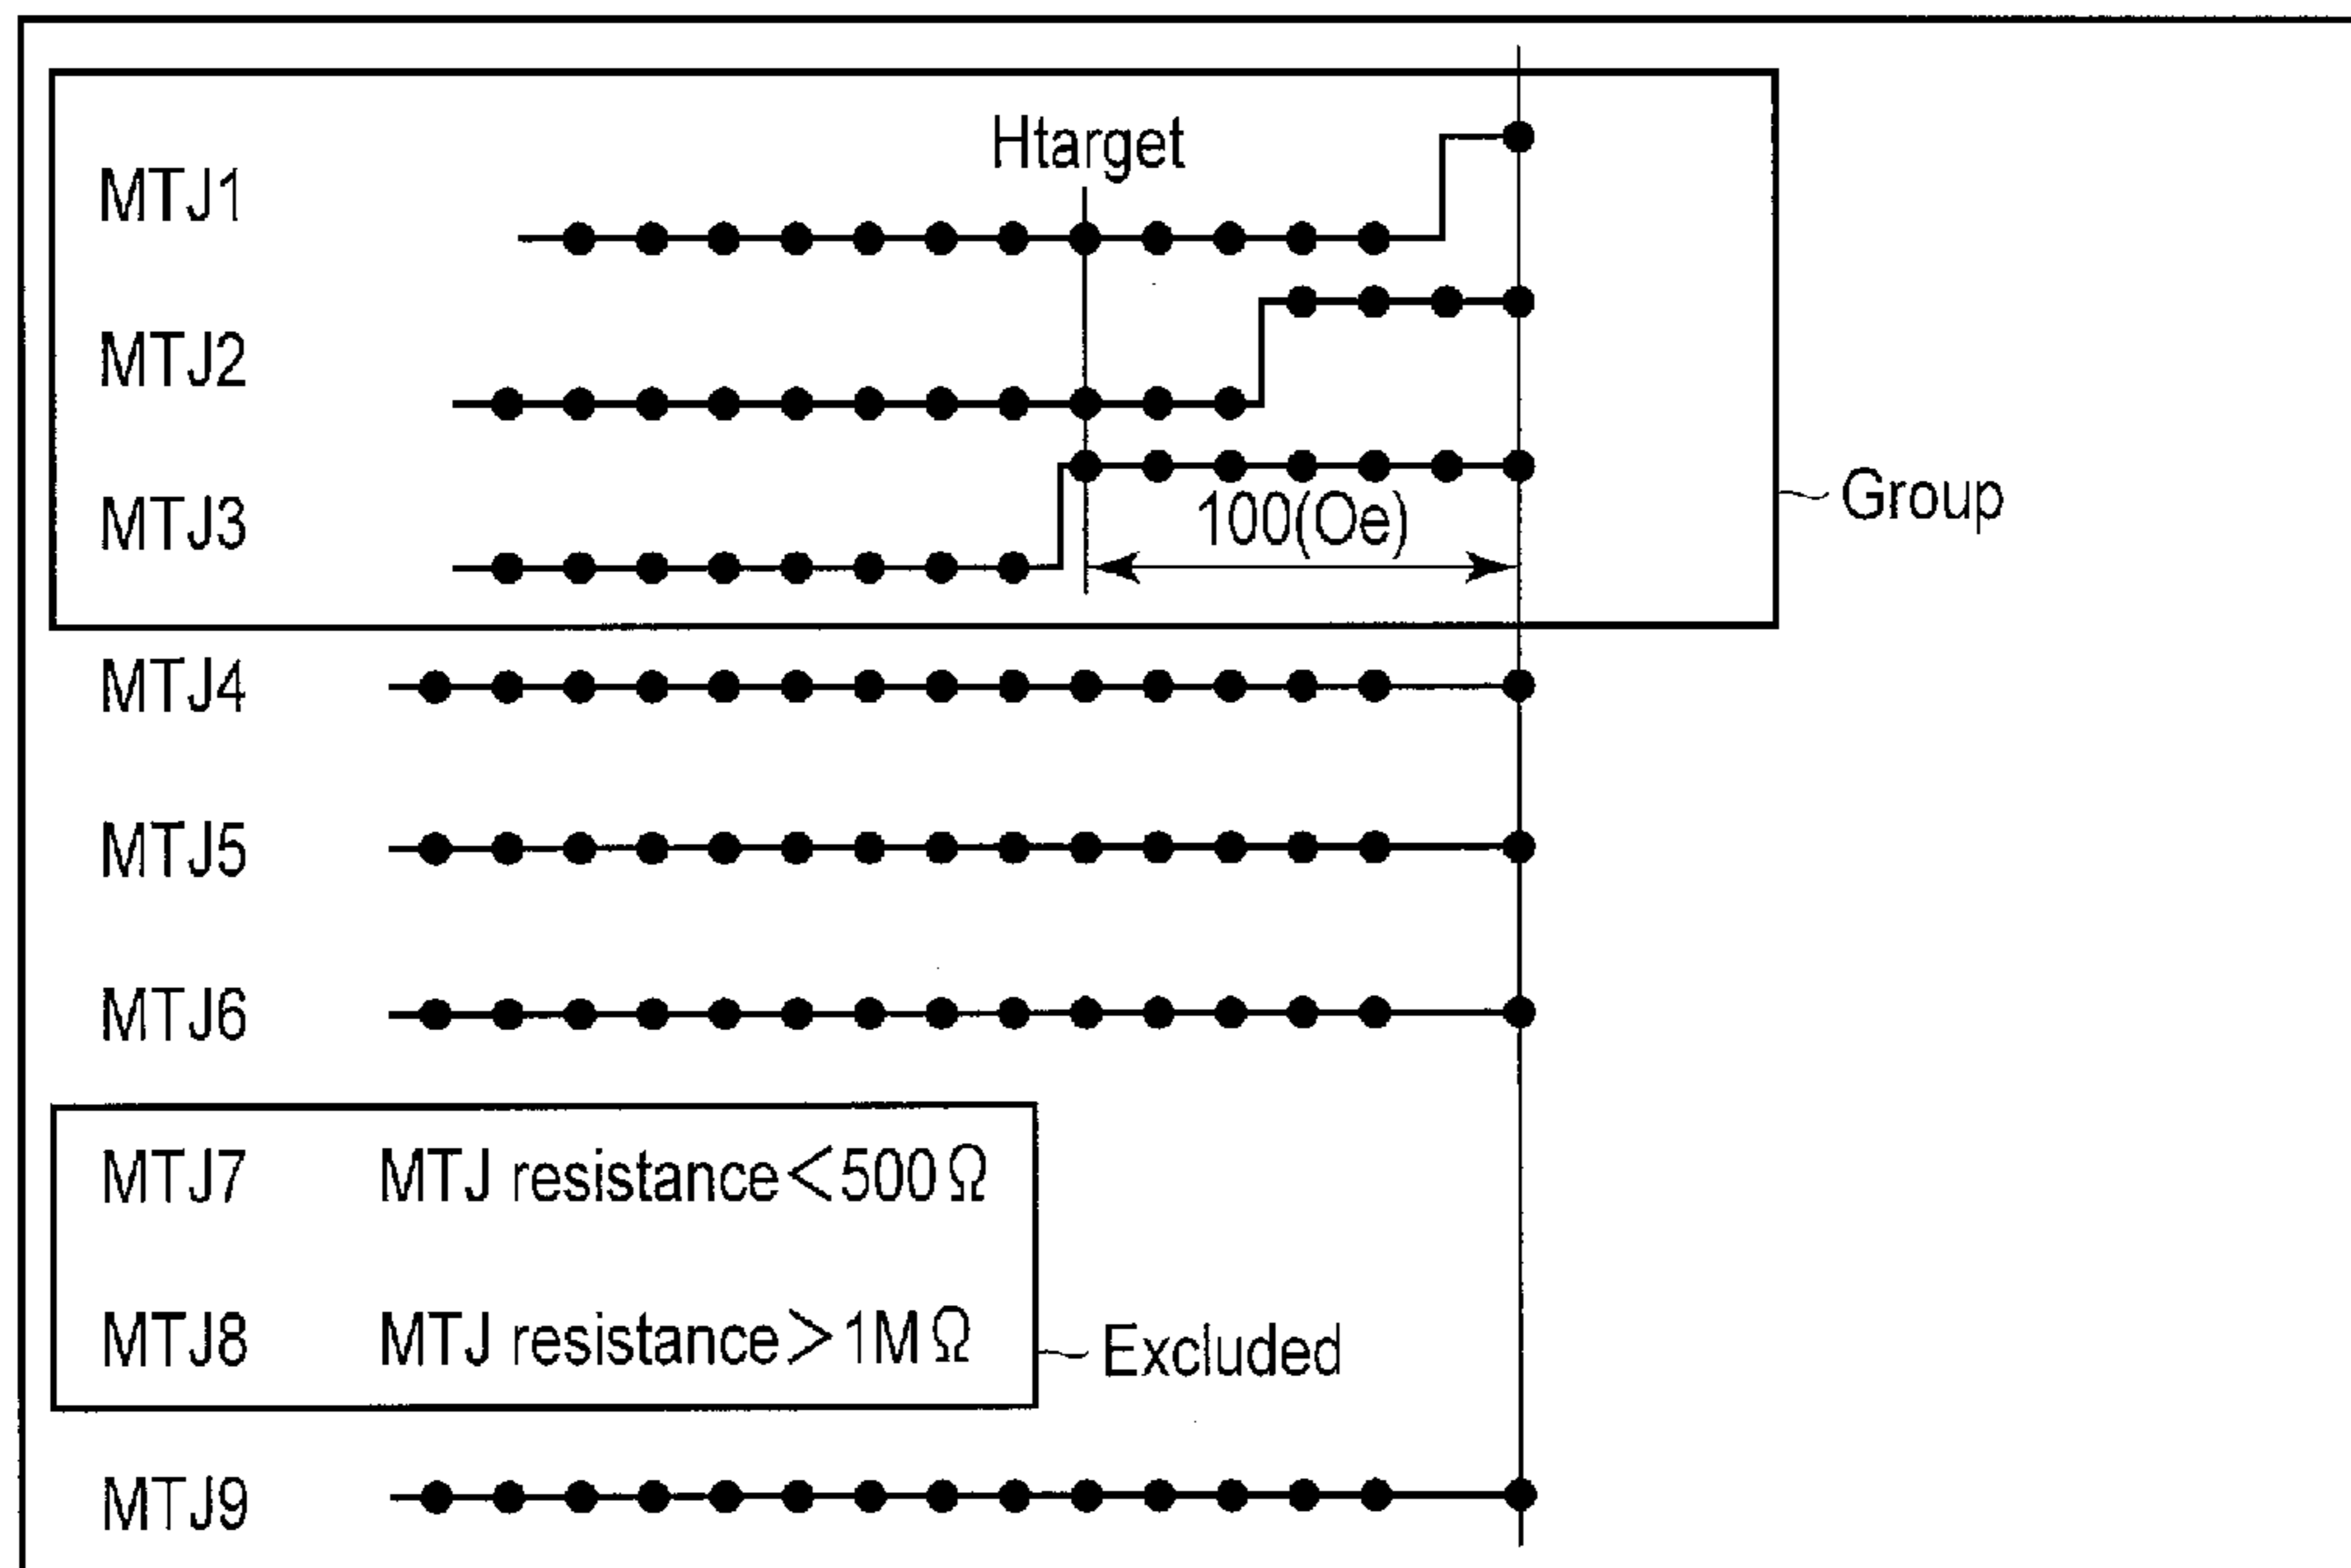 Htarget
MTJ1
MTJ2
MTJ3
100(Oe)
Group
MTJ4
MTJ5
MTJ6
MTJ7 MTJ resistance<500Ω
MTJ8 MTJ resistance>1MΩ
Excluded
MTJ9